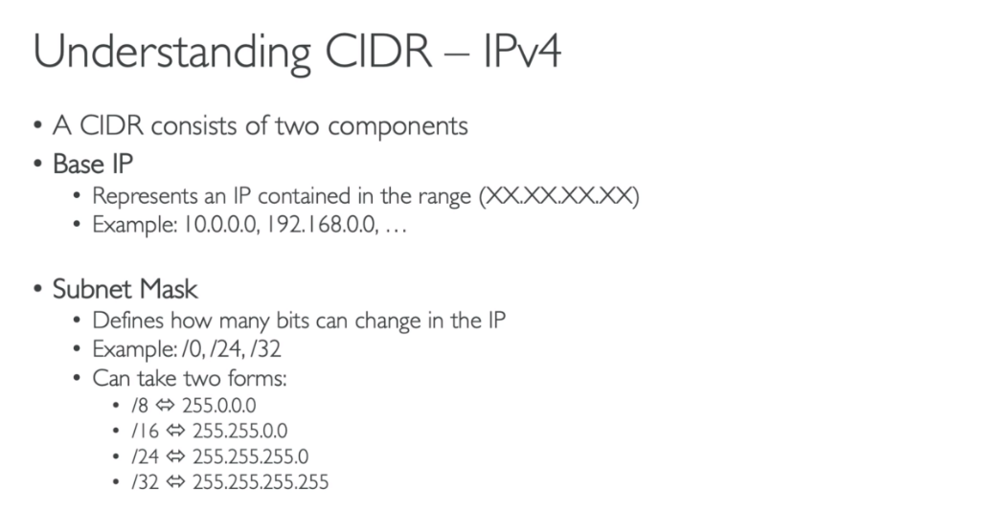 Understanding CIDR – IPv4
• A CIDR consists of two components
• Base IP
• Represents an IP contained in the range (XX.XX.XX.XX)
• Example: 10.0.0.0, 192.168.0.0, …
• Subnet Mask
• Defines how many bits can change in the IP
• Example: /0, /24, /32
• Can take two forms:
• /8 ⇔ 255.0.0.0
• /16 ⇔ 255.255.0.0
• /24 ⇔ 255.255.255.0
• /32 ⇔ 255.255.255.255